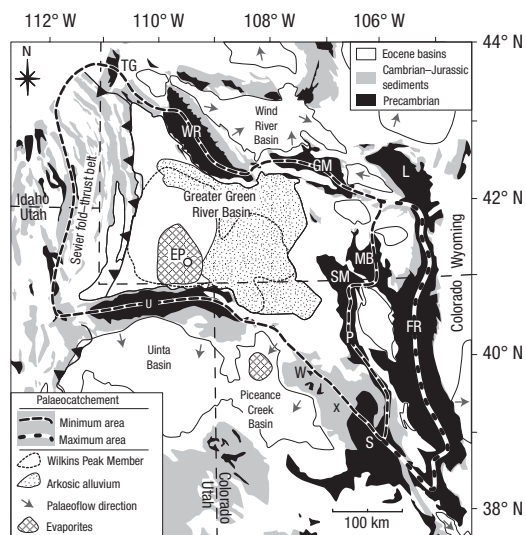 112° W 110° W 108° W 106° W
44° N
N
TG
Eocene basins
Cambrian–Jurassic
sediments
Precambrian
WR
Wind
River
Basin
GM
L
Idaho
Utah
Sevier fold–thrust belt
Greater Green
River Basin
42° N
Wyoming
Colorado
EP
MB
SM
U
P
FR
40° N
Uinta
Basin
W
Piceance
Creek
Basin
x
S
Colorado
Utah
38° N
100 km
Palaeocatchement
Minimum area
Maximum area
Wilkins Peak Member
Arkosic alluvium
Palaeoflow direction
Evaporites